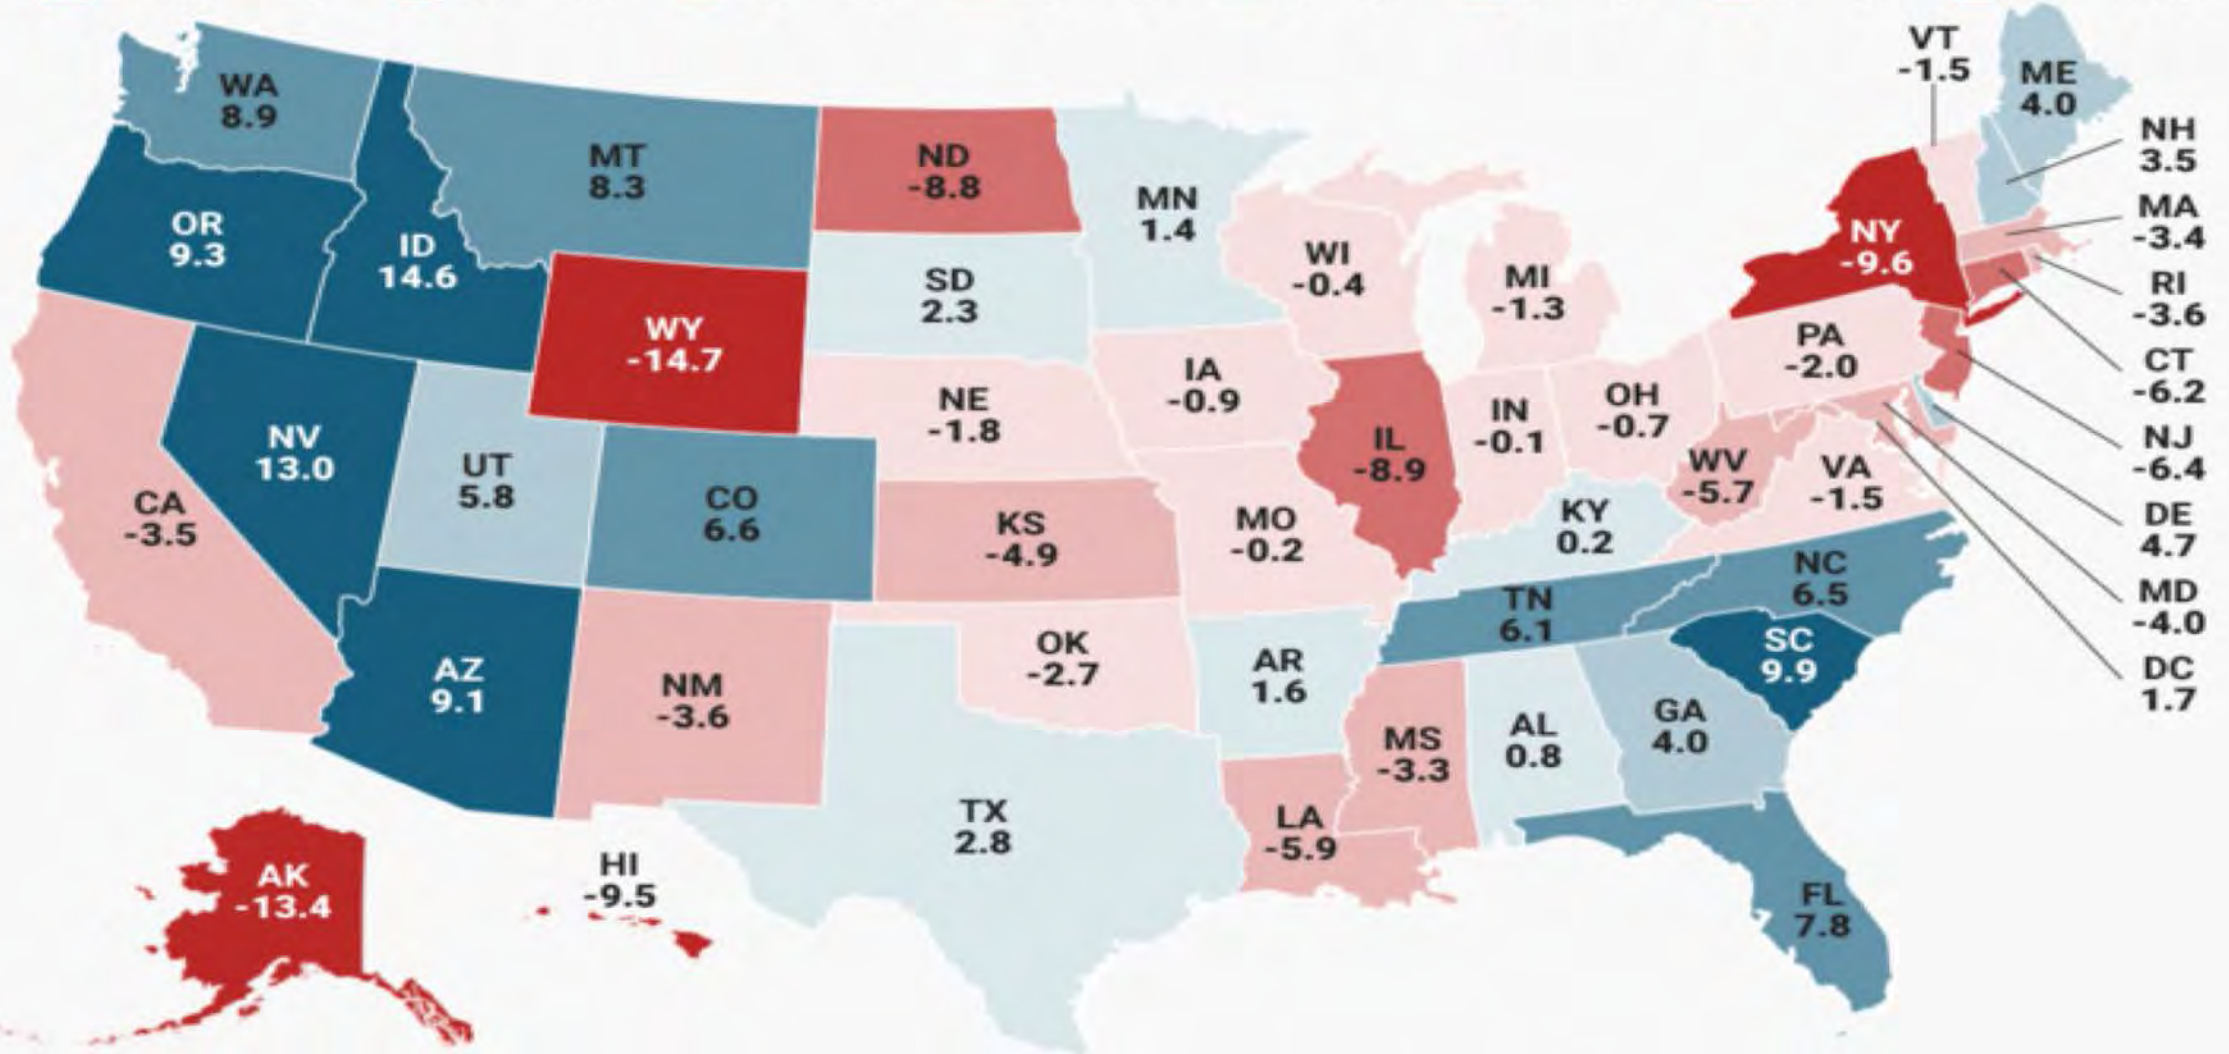 WA
8.9
MT
8.3
ND
-8.8
MN
1.4
VT
-1.5
ME
4.0
NH
3.5
MA
-3.4
RI
-3.6
CT
-6.2
NJ
-6.4
DE
4.7
MD
-4.0
DC
1.7
OR
9.3
ID
14.6
WY
-14.7
SD
2.3
WI
-0.4
MI
-1.3
NY
-9.6
PA
-2.0
NV
13.0
UT
5.8
CO
6.6
NE
-1.8
IA
-0.9
IL
-8.9
IN
-0.1
OH
-0.7
WV
-5.7
VA
-1.5
CA
-3.5
KS
-4.9
MO
-0.2
KY
0.2
NC
6.5
TN
6.1
SC
9.9
AZ
9.1
NM
-3.6
OK
-2.7
AR
1.6
MS
-3.3
AL
0.8
GA
4.0
TX
2.8
LA
-5.9
FL
7.8
AK
-13.4
HI
-9.5